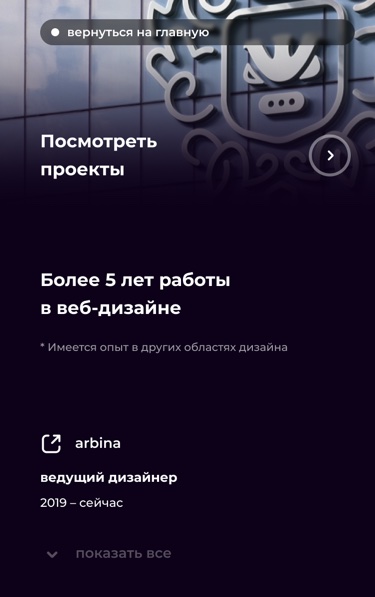 вернуться на главную
Посмотреть
проекты
Более 5 лет работы
в веб-дизайне
* Имеется опыт в других областях дизайна
arbina
ведущий дизайнер
2019 – сейчас
показать все